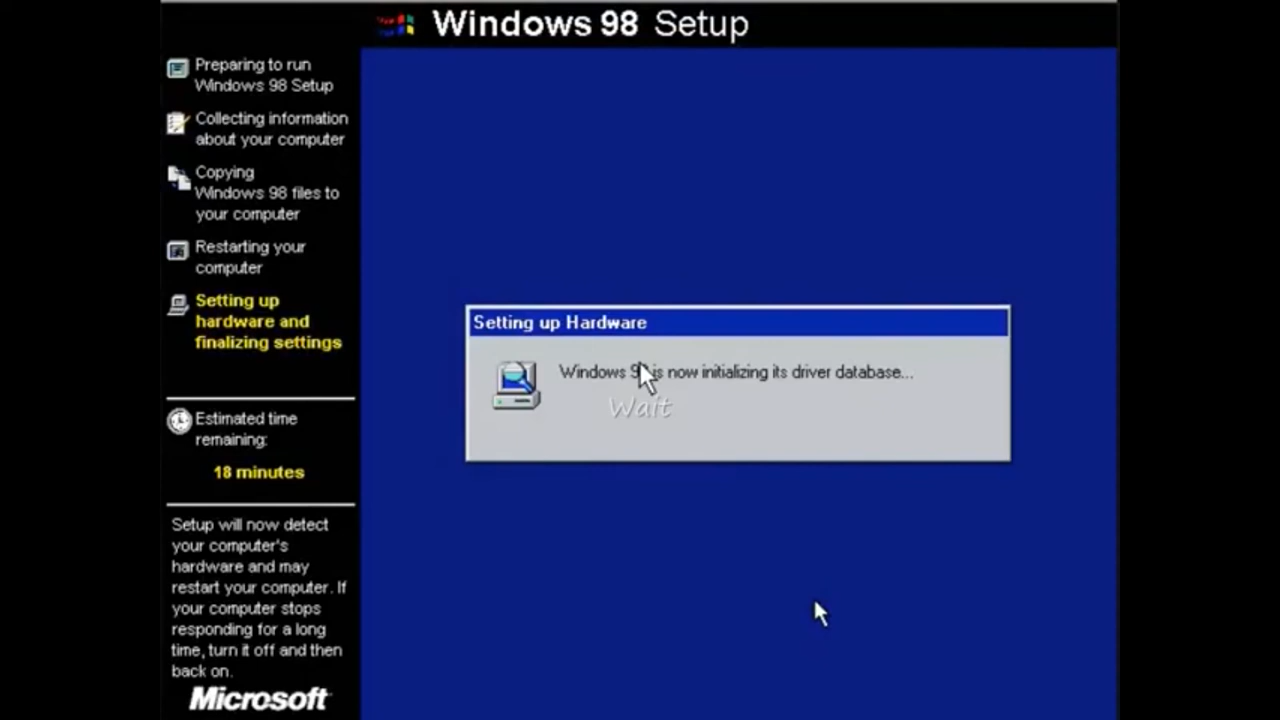 Windows 98 Setup
Preparing to run
Windows 98 Setup
Collecting information
about your computer
Copying
Windows 98 files to
your computer
Restarting your
computer
Setting up
hardware and
finalizing settings
Estimated time
remaining:
18 minutes
Setup will now detect
your computer's
hardware and may
restart your computer. If
your computer stops
responding for a long
time, turn it off and then
back on.
Microsoft
Setting up Hardware
Windows 98 is now initializing its driver database...
Wait